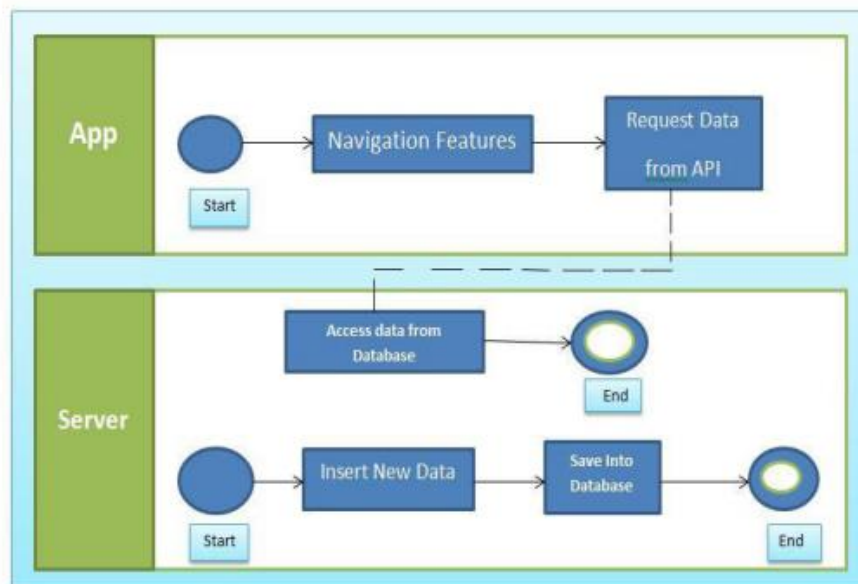 App
Start
Navigation Features
Request Data
from API
Server
Access data from
Database
End
Start
Insert New Data
Save Into
Database
End